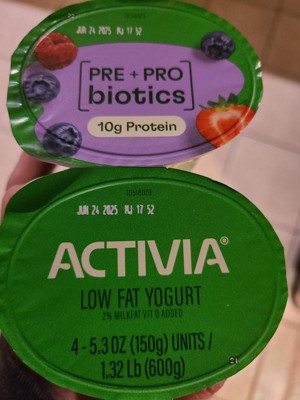 JUN 24 2025 NJ 17 52
[PRE + PRO
biotics]
10g Protein
JUN 24 2025 NJ 17 52
ACTIVIA®
LOW FAT YOGURT
2% MILKFAT VIT D ADDED
4 - 5.3 OZ (150g) UNITS /
1.32 Lb (600g)